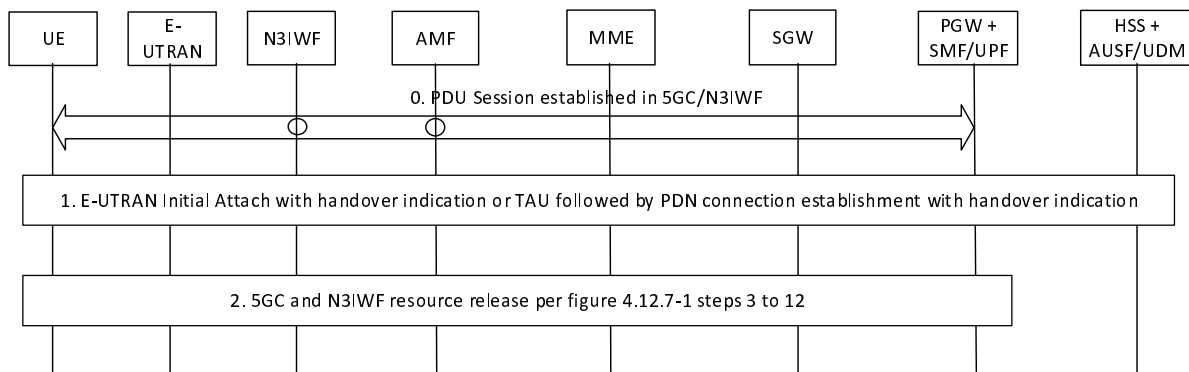 UE
E-
UTRAN
N3IWF
AMF
MME
SGW
PGW +
SMF/UPF
HSS +
AUSF/UDM
0. PDU Session established in 5GC/N3IWF
1. E-UTRAN Initial Attach with handover indication or TAU followed by PDN connection establishment with handover indication
2. 5GC and N3IWF resource release per figure 4.12.7-1 steps 3 to 12